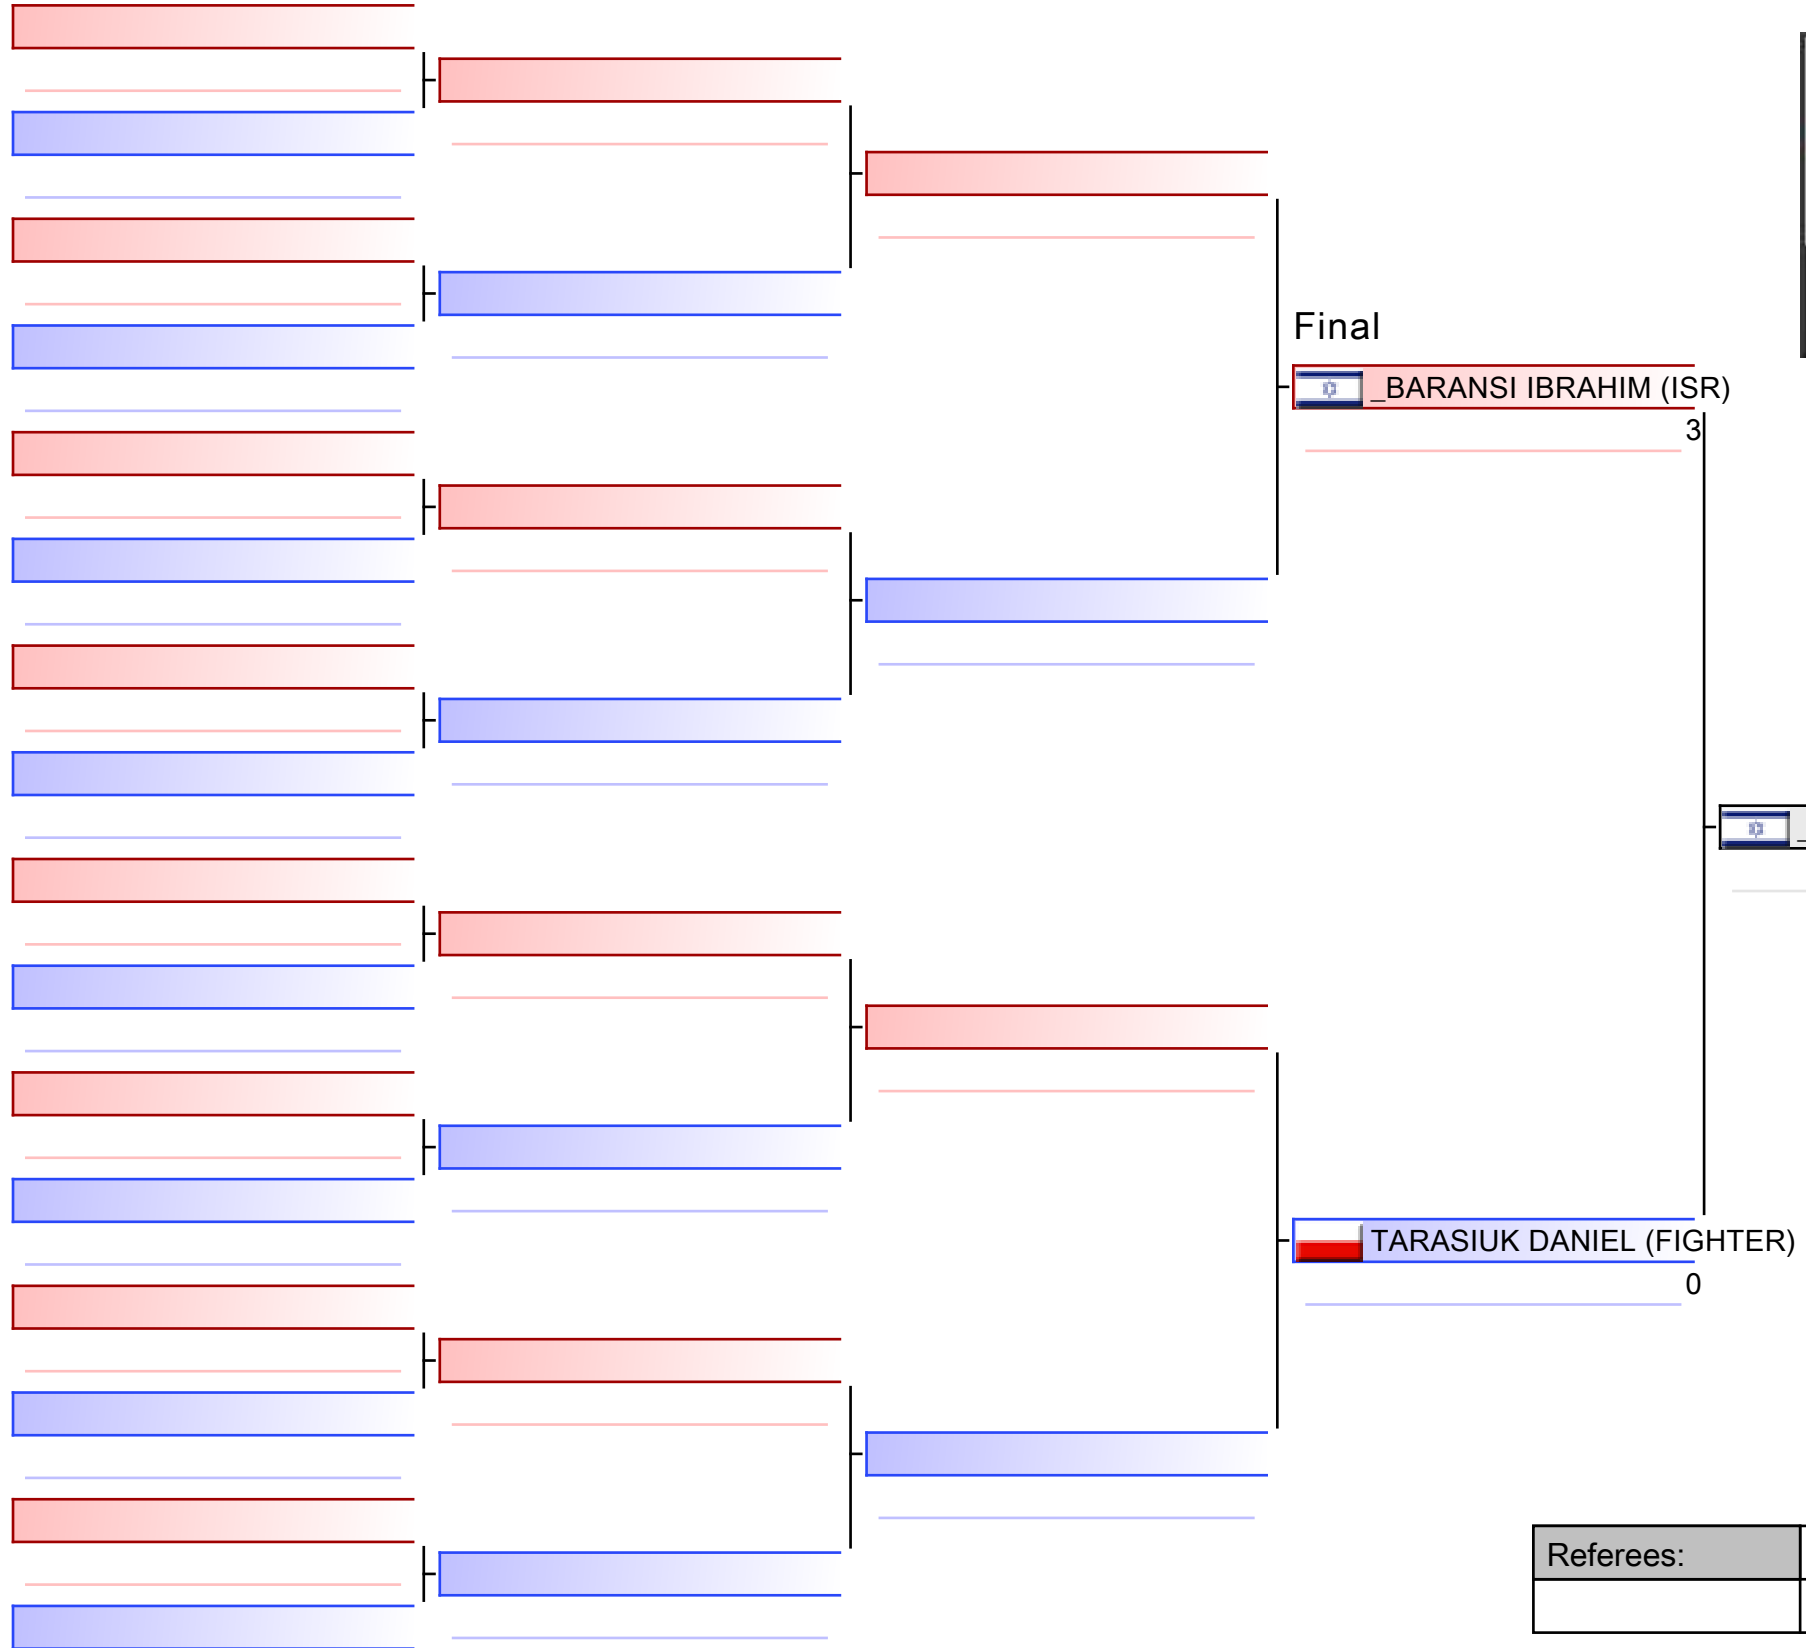 Final
_BARANSI IBRAHIM (ISR)
3
_
TARASIUK DANIEL (FIGHTER)
0
Referees: